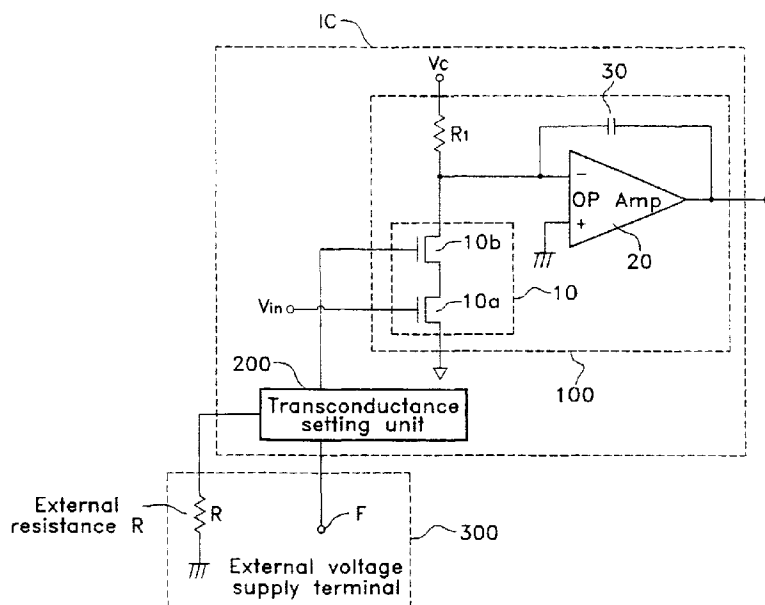 IC
Vc
30
R1
OP Amp
-
+
20
10b
10a
10
Vin
100
200
Transconductance
setting unit
External
resistance R
R
F
300
External voltage
supply terminal